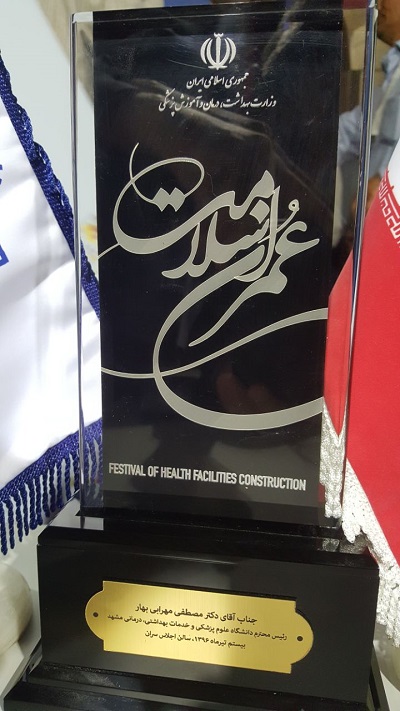 جمهوری اسلامی ایران
وزارت بهداشت، درمان و آموزش پزشکی
عمران سلامت
FESTIVAL OF HEALTH FACILITIES CONSTRUCTION
جناب آقای دکتر مصطفی مهرابی بهار
رئیس محترم دانشگاه علوم پزشکی و خدمات بهداشتی، درمانی مشهد
بیستم تیرماه ۱۳۹۶، سالن اجلاس سران